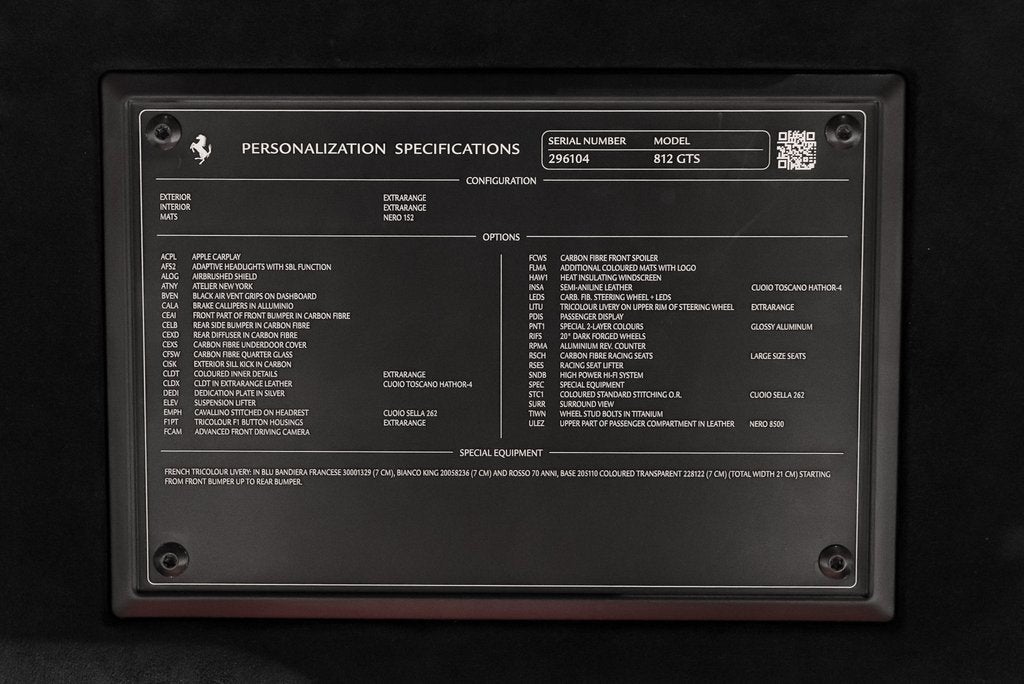 PERSONALIZATION SPECIFICATIONS
SERIAL NUMBER MODEL
296104 812 GTS
CONFIGURATION
EXTERIOR EXTRARANGE
INTERIOR EXTRARANGE
MATS NERO 152
OPTIONS
ACPL APPLE CARPLAY
AFS2 ADAPTIVE HEADLIGHTS WITH SBL FUNCTION
ALOG AIRBRUSHED SHIELD
ATNY ATELIER NEW YORK
BVEN BLACK AIR VENT GRIPS ON DASHBOARD
CALA BRAKE CALLIPERS IN ALLUMINIO
CEAI FRONT PART OF FRONT BUMPER IN CARBON FIBRE
CELB REAR SIDE BUMPER IN CARBON FIBRE
CEXD REAR DIFFUSER IN CARBON FIBRE
CEXS CARBON FIBRE UNDERDOOR COVER
CFSW CARBON FIBRE QUARTER GLASS
CISK EXTERIOR SILL KICK IN CARBON
CLDT COLOURED INNER DETAILS EXTRARANGE
CLDX CLDT IN EXTRARANGE LEATHER CUOIO TOSCANO HATHOR-4
DEDI DEDICATION PLATE IN SILVER
ELEV SUSPENSION LIFTER
EMPH CAVALLINO STITCHED ON HEADREST CUOIO SELLA 262
F1PT TRICOLOUR F1 BUTTON HOUSINGS EXTRARANGE
FCAM ADVANCED FRONT DRIVING CAMERA
FCWS CARBON FIBRE FRONT SPOILER
FLMA ADDITIONAL COLOURED MATS WITH LOGO
HAW1 HEAT INSULATING WINDSCREEN
INSA SEMI-ANILINE LEATHER CUOIO TOSCANO HATHOR-4
LEDS CARB. FIB. STEERING WHEEL + LEDS
LITU TRICOLOUR LIVERY ON UPPER RIM OF STEERING WHEEL EXTRARANGE
PDIS PASSENGER DISPLAY
PNT1 SPECIAL 2-LAYER COLOURS GLOSSY ALUMINUM
RIFS 20" DARK FORGED WHEELS
RPMA ALUMINIUM REV. COUNTER
RSCH CARBON FIBRE RACING SEATS LARGE SIZE SEATS
RSES RACING SEAT LIFTER
SNDB HIGH POWER HI-FI SYSTEM
SPEC SPECIAL EQUIPMENT
STC1 COLOURED STANDARD STITCHING O.R. CUOIO SELLA 262
SURR SURROUND VIEW
TIWN WHEEL STUD BOLTS IN TITANIUM
ULEZ UPPER PART OF PASSENGER COMPARTMENT IN LEATHER NERO 8500
SPECIAL EQUIPMENT
FRENCH TRICOLOUR LIVERY: IN BLU BANDIERA FRANCESE 30001329 (7 CM), BIANCO KING 20058236 (7 CM) AND ROSSO 70 ANNI, BASE 205110 COLOURED TRANSPARENT 228122 (7 CM) (TOTAL WIDTH 21 CM) STARTING
FROM FRONT BUMPER UP TO REAR BUMPER.